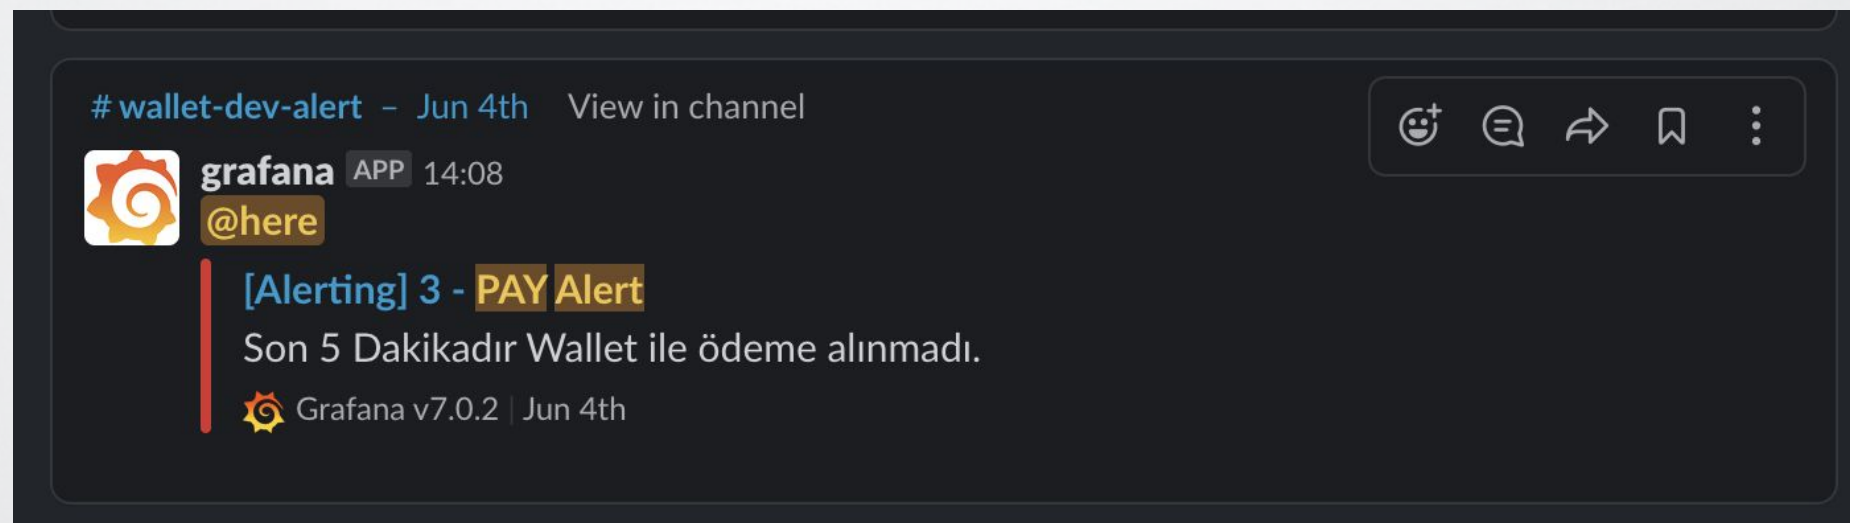 # wallet-dev-alert – Jun 4th View in channel
grafana APP 14:08
@here
[Alerting] 3 - PAY Alert
Son 5 Dakikadır Wallet ile ödeme alınmadı.
Grafana v7.0.2 | Jun 4th